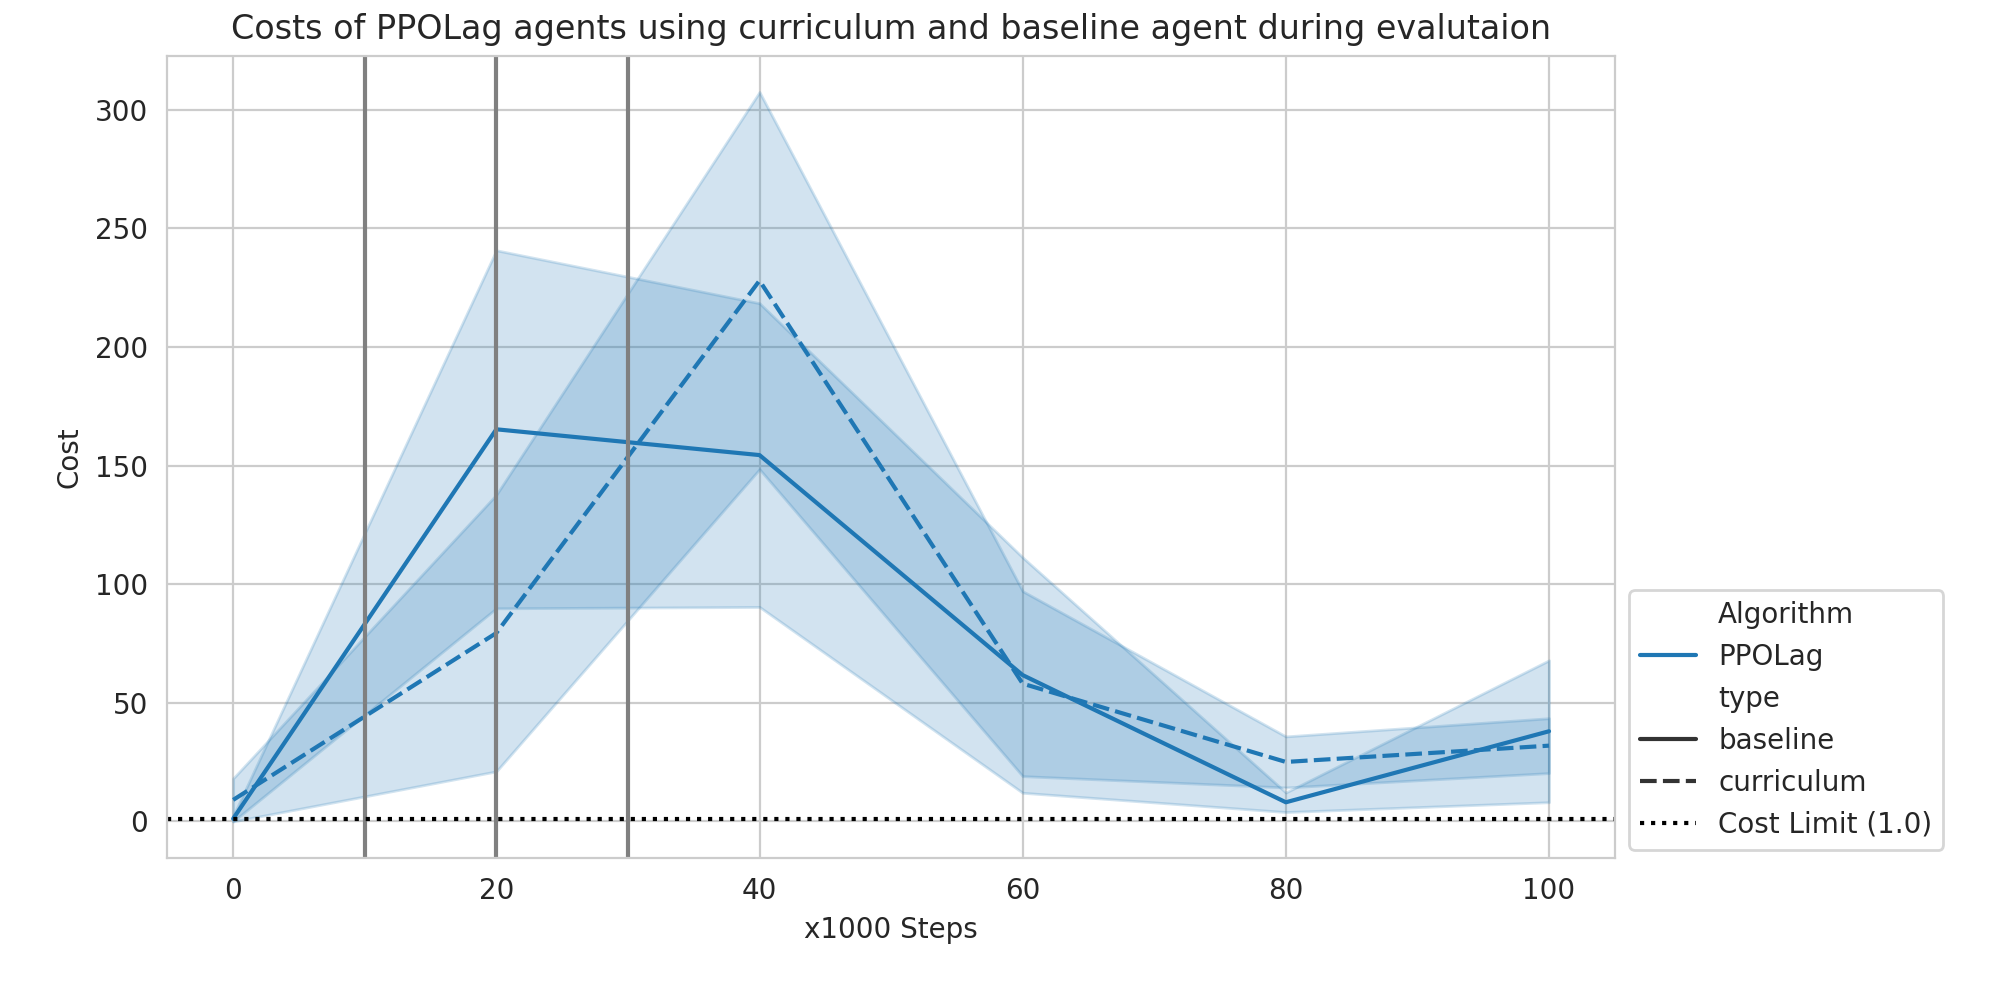 Costs of PPOLag agents using curriculum and baseline agent during evalutaion
300
250
200
150
100
50
0
Cost
0 20 40 60 80 100
x1000 Steps
Algorithm
PPOLag
type
baseline
curriculum
Cost Limit (1.0)